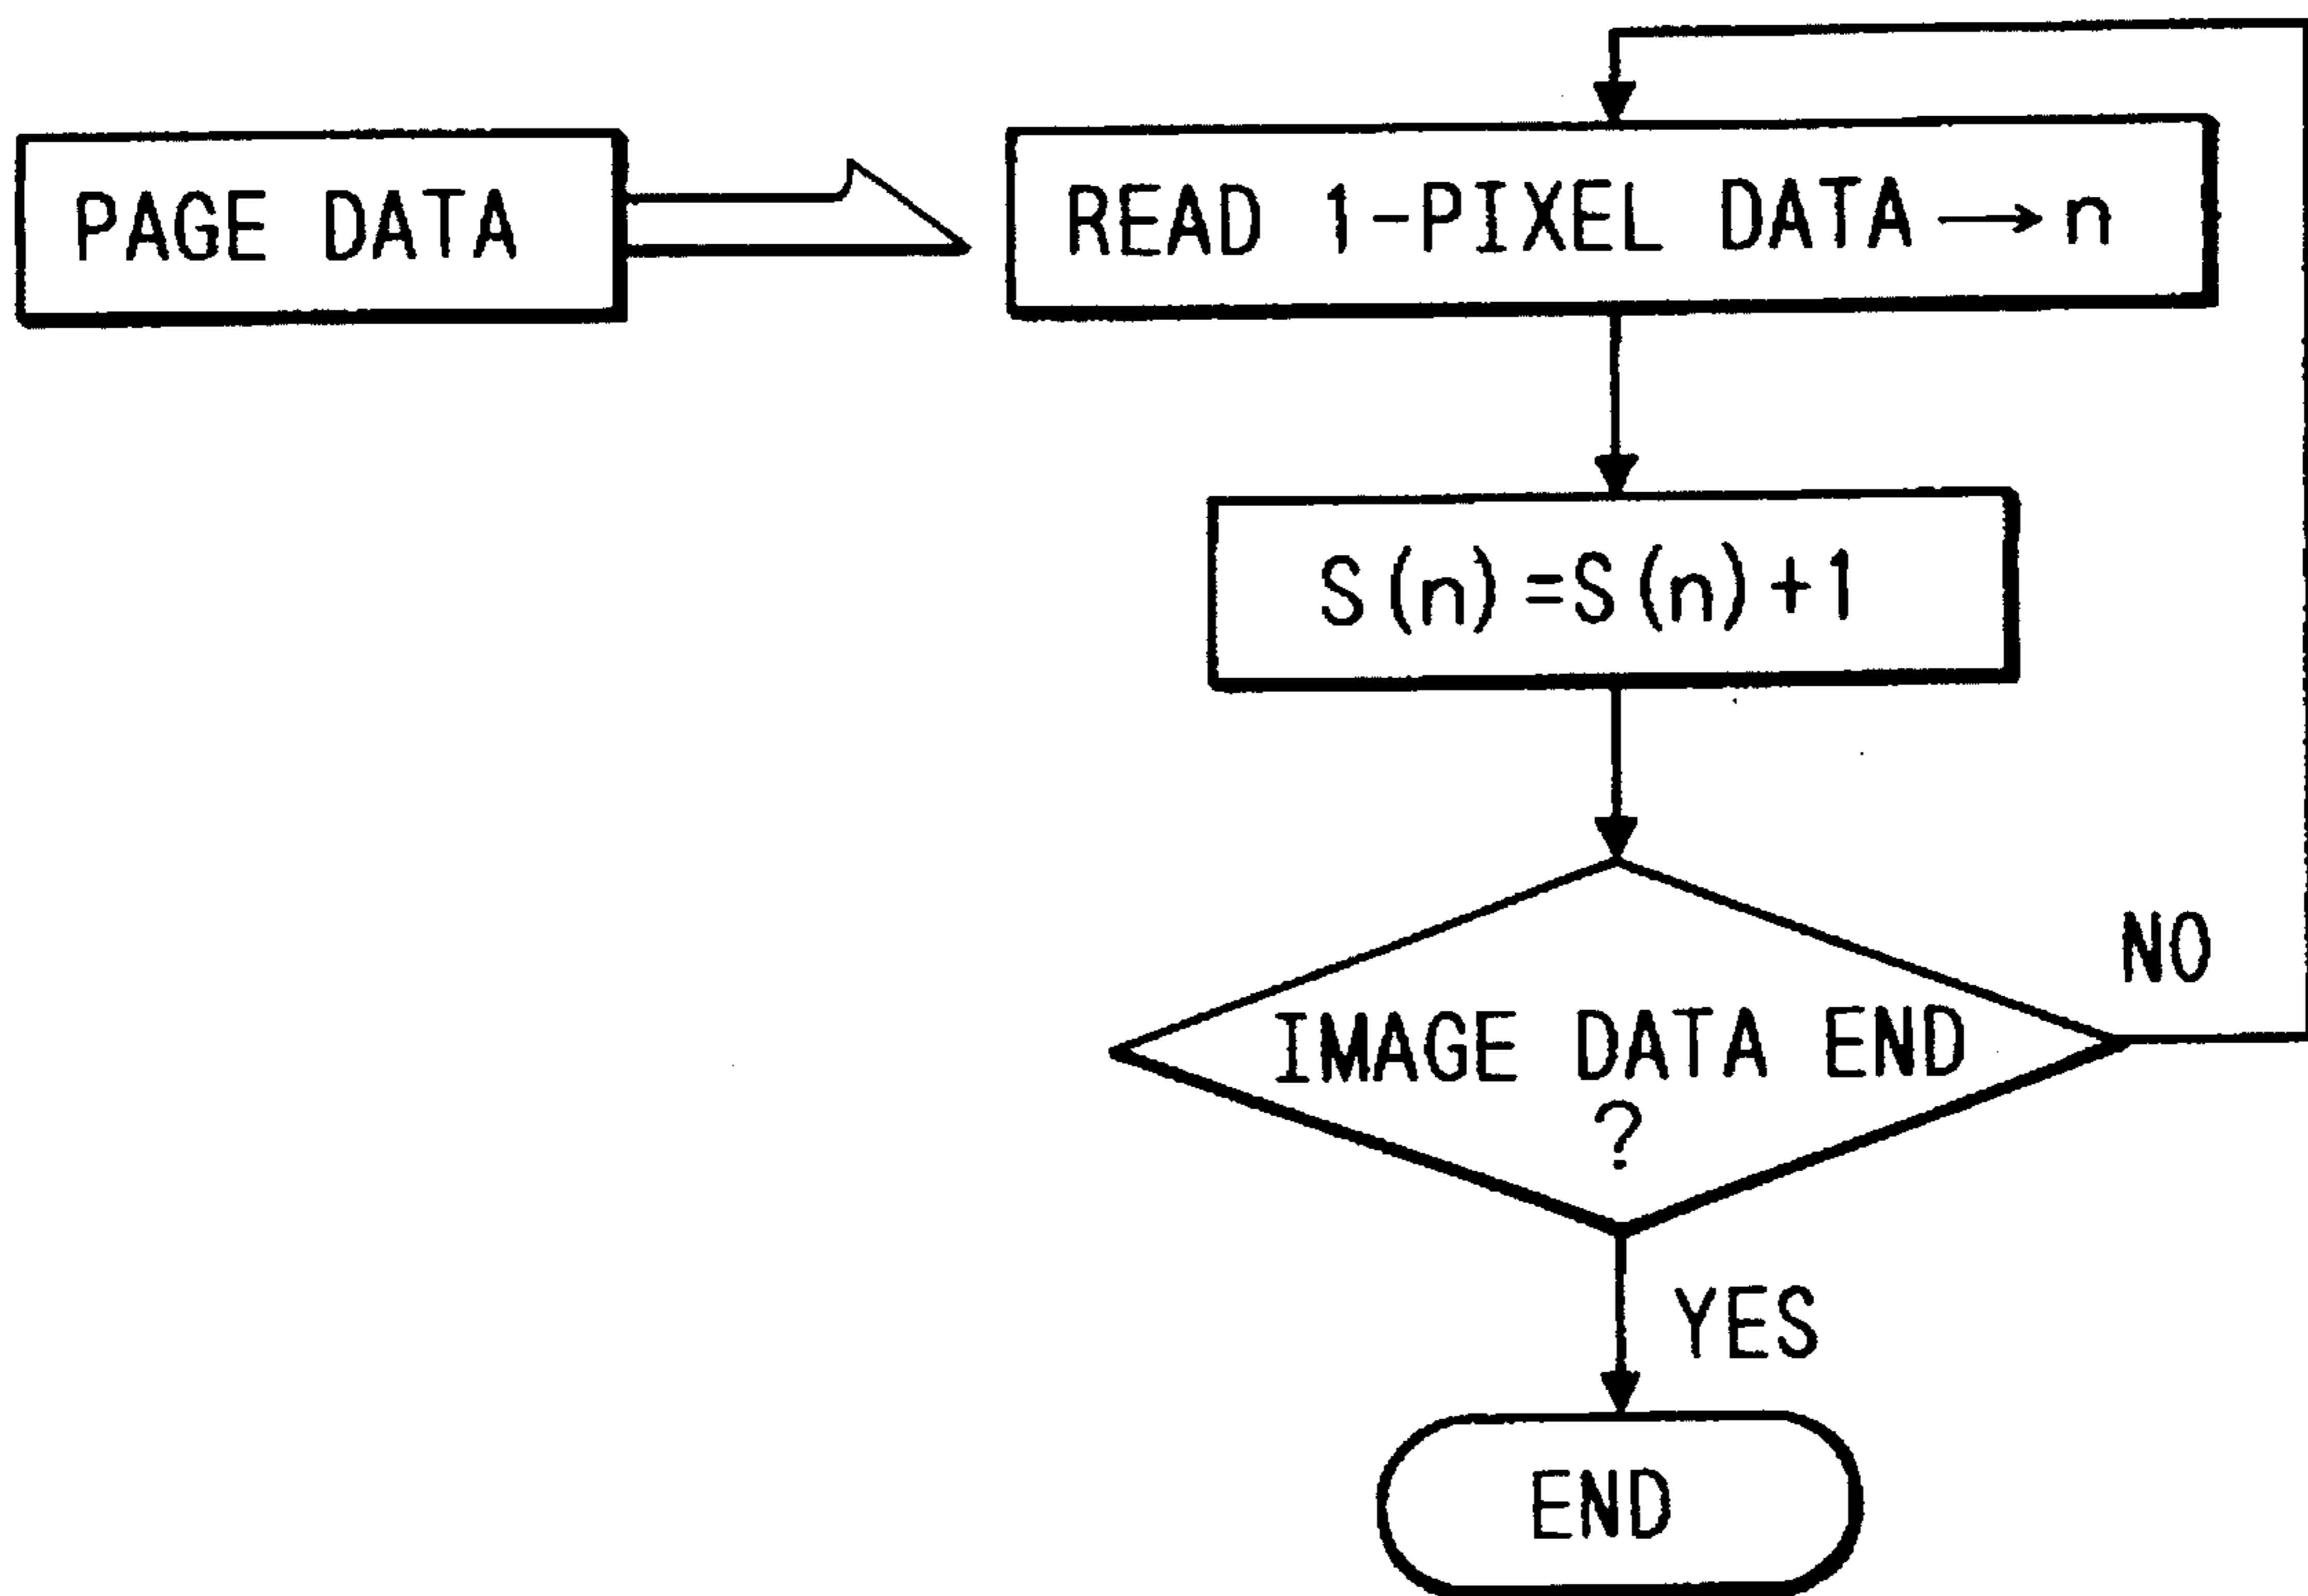 PAGE DATA
READ 1-PIXEL DATA → n
S(n)=S(n)+1
IMAGE DATA END
?
NO
YES
END